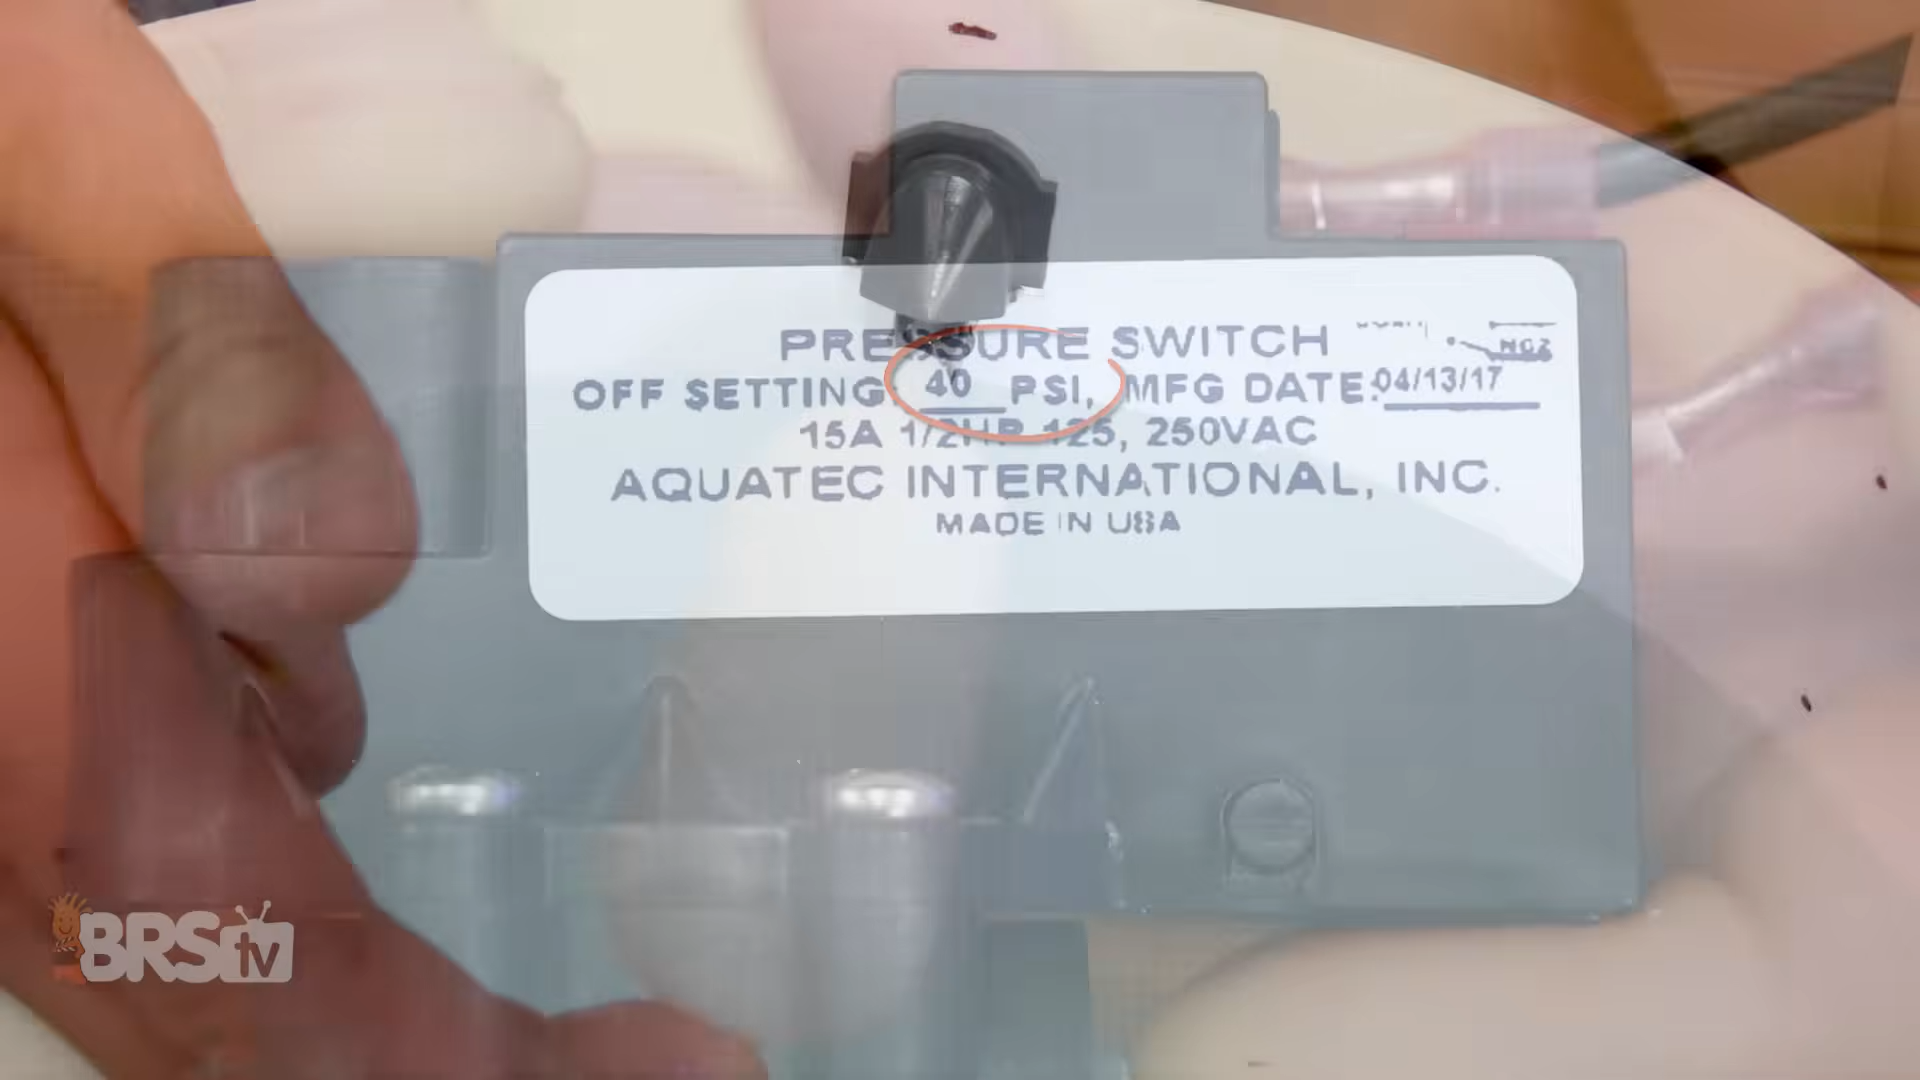 PRESSURE SWITCH
NO2
OFF SETTING: 40 PSI, MFG DATE: 04/13/17
15A 1/2HP 125, 250VAC
AQUATEC INTERNATIONAL, INC.
MADE IN USA
BRStv